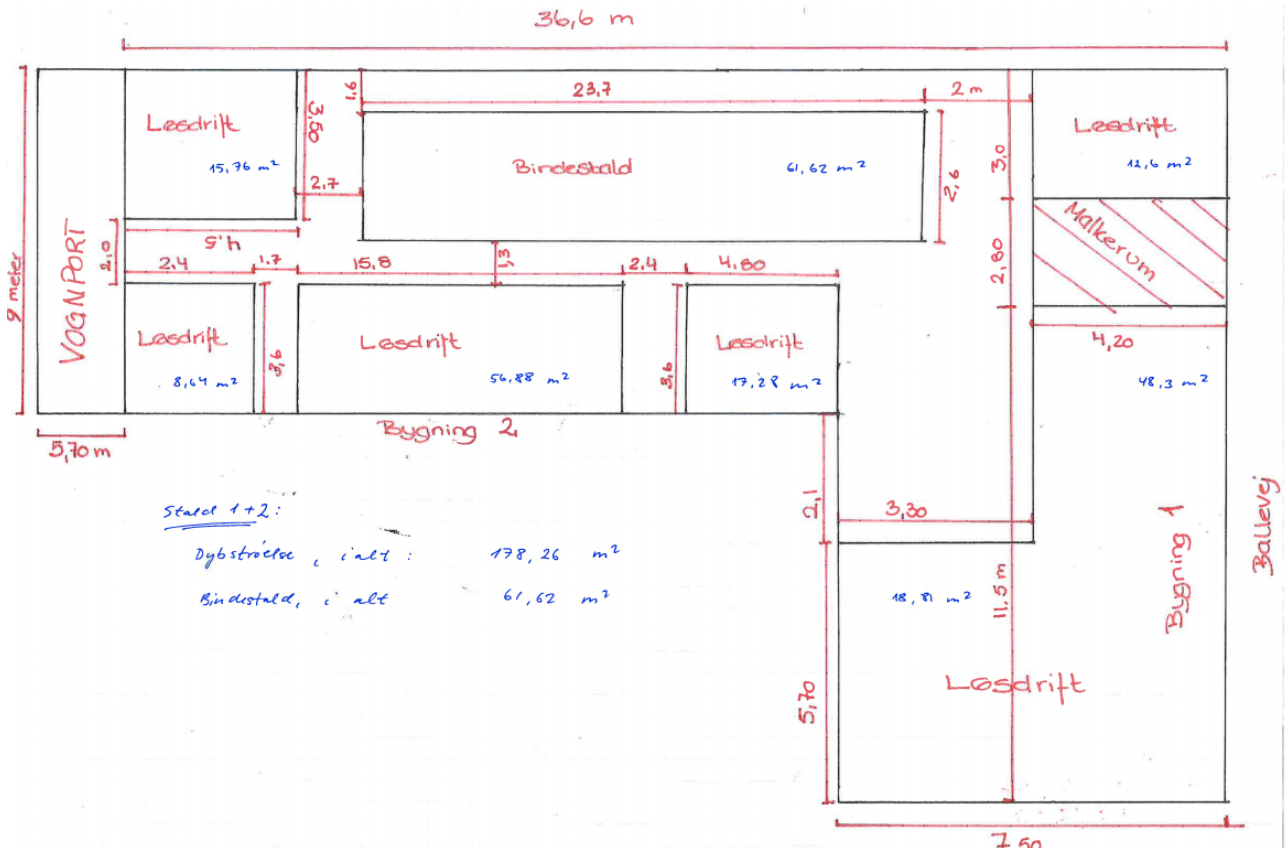 36,6 m
23,7
2 m
1,6
3,50
Løsdrift
15,76 m²
2,7
Bindestald
61,62 m²
2,6
3,0
Løsdrift
12,6 m²
Malkerum
2,80
4,20
48,3 m²
9 meter
VOGNPORT
2,0
4,5
2,4
1,7
15,8
1,3
2,4
4,80
Løsdrift
8,64 m²
3,6
Løsdrift
56,88 m²
3,6
Løsdrift
17,28 m²
5,70 m
Bygning 2
2,1
3,30
Stald 1+2:
Dybstrøelse, ialt: 178,26 m²
Bindestald, i alt 61,62 m²
18,81 m²
11,5 m
Bygning 1
Ballevej
5,70
Løsdrift
7,50